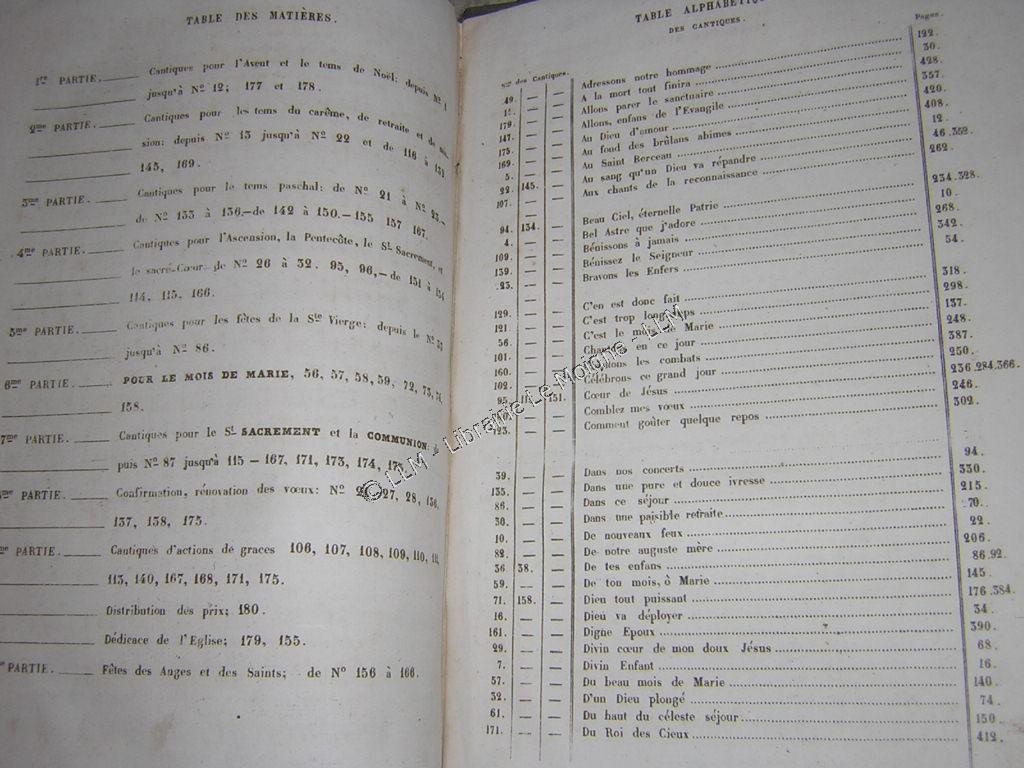 TABLE DES MATIÈRES.
1re PARTIE. Cantiques pour l'Avent et le tems de Noël: depuis No 1
jusqu'à No 12; 177 et 178.
2me PARTIE. Cantiques pour les tems du carême, de retraite et de
sion: depuis No 13 jusqu'à No 22 et de 116 à
145, 169.
3me PARTIE. Cantiques pour le tems paschal: de No 21 à No 25.—
de No 133 à 136.—de 142 à 150.—155 157 167.
4me PARTIE. Cantiques pour l'Ascension, la Pentecôte, le St. Sacrement, et
le sacré-Cœur de No 26 à 32. 95, 96,—de 151 à 154
114, 115. 166.
5me PARTIE. Cantiques pour les fêtes de la Ste Vierge: depuis le No 33
jusqu'à No 86.
6me PARTIE. POUR LE MOIS DE MARIE, 56, 57, 58, 59, 72, 73, 74.
158.
7me PARTIE. Cantiques pour le St. SACREMENT et la COMMUNION:
puis No 87 jusqu'à 115 — 167, 171, 173, 174,
me PARTIE. Confirmation, rénovation des vœux: No 27, 28, 136,
137, 138, 175.
me PARTIE. Cantiques d'actions de graces 106, 107, 108, 109, 110,
113, 140, 167, 168, 171, 175.
Distribution des prix; 180.
Dédicace de l'Eglise; 179, 155.
PARTIE. Fêtes des Anges et des Saints; de No 156 à 166.
TABLE ALPHABETIQ
DES CANTIQUES.
Nos des Cantiques. Pages.
49. — — Adressons notre hommage 122.
— — A la mort tout finira 30.
179. — — Allons parer le sanctuaire 428.
147. — — Allons, enfans de l'Evangile 357.
175. — — Au Dieu d'amour 420.
169. — — Au fond des brûlans abimes 408.
5. — — Au Saint Berceau 12.
22. 145. — Au sang qu'un Dieu va répandre 46.352.
107. — — Aux chants de la reconnaissance 262.
94. 134. — Beau Ciel, éternelle Patrie 234.328.
4. — — Bel Astre que j'adore 10.
109. — — Bénissons à jamais 268.
139. — — Bénissez le Seigneur 342.
23. — — Bravons les Enfers 54.
129. — — C'en est donc fait 318.
121. — — C'est trop longtemps 298.
56. — — C'est le mois de Marie 137.
101. — — en ce jour 248.
160. — — les combats 387.
102. — — Célébrons ce grand jour 250.
95. Cœur de Jésus 236.284.366.
Comblez mes vœux 246.
123. — — Comment goûter quelque repos 302.
39. — — Dans nos concerts 94.
135. — — Dans une pure et douce ivresse 330.
86. — — Dans ce séjour 215.
30. — — Dans une paisible retraite 70.
10. — — De nouveaux feux 22.
82. — — De notre auguste mère 206.
36. 38. — De tes enfans 86.92.
59. — — De ton mois, ô Marie 145.
71. 158. — Dieu tout puissant 176.384.
16. — — Dieu va déployer 34.
161. — — Digne Epoux 390.
29. — — Divin cœur de mon doux Jésus 68.
7. — — Divin Enfant 16.
57. — — Du beau mois de Marie 140.
32. — — D'un Dieu plongé 74.
61. — — Du haut du céleste séjour 150.
171. — — Du Roi des Cieux 412.
© LLM - Librairie Le Moigne - LLM